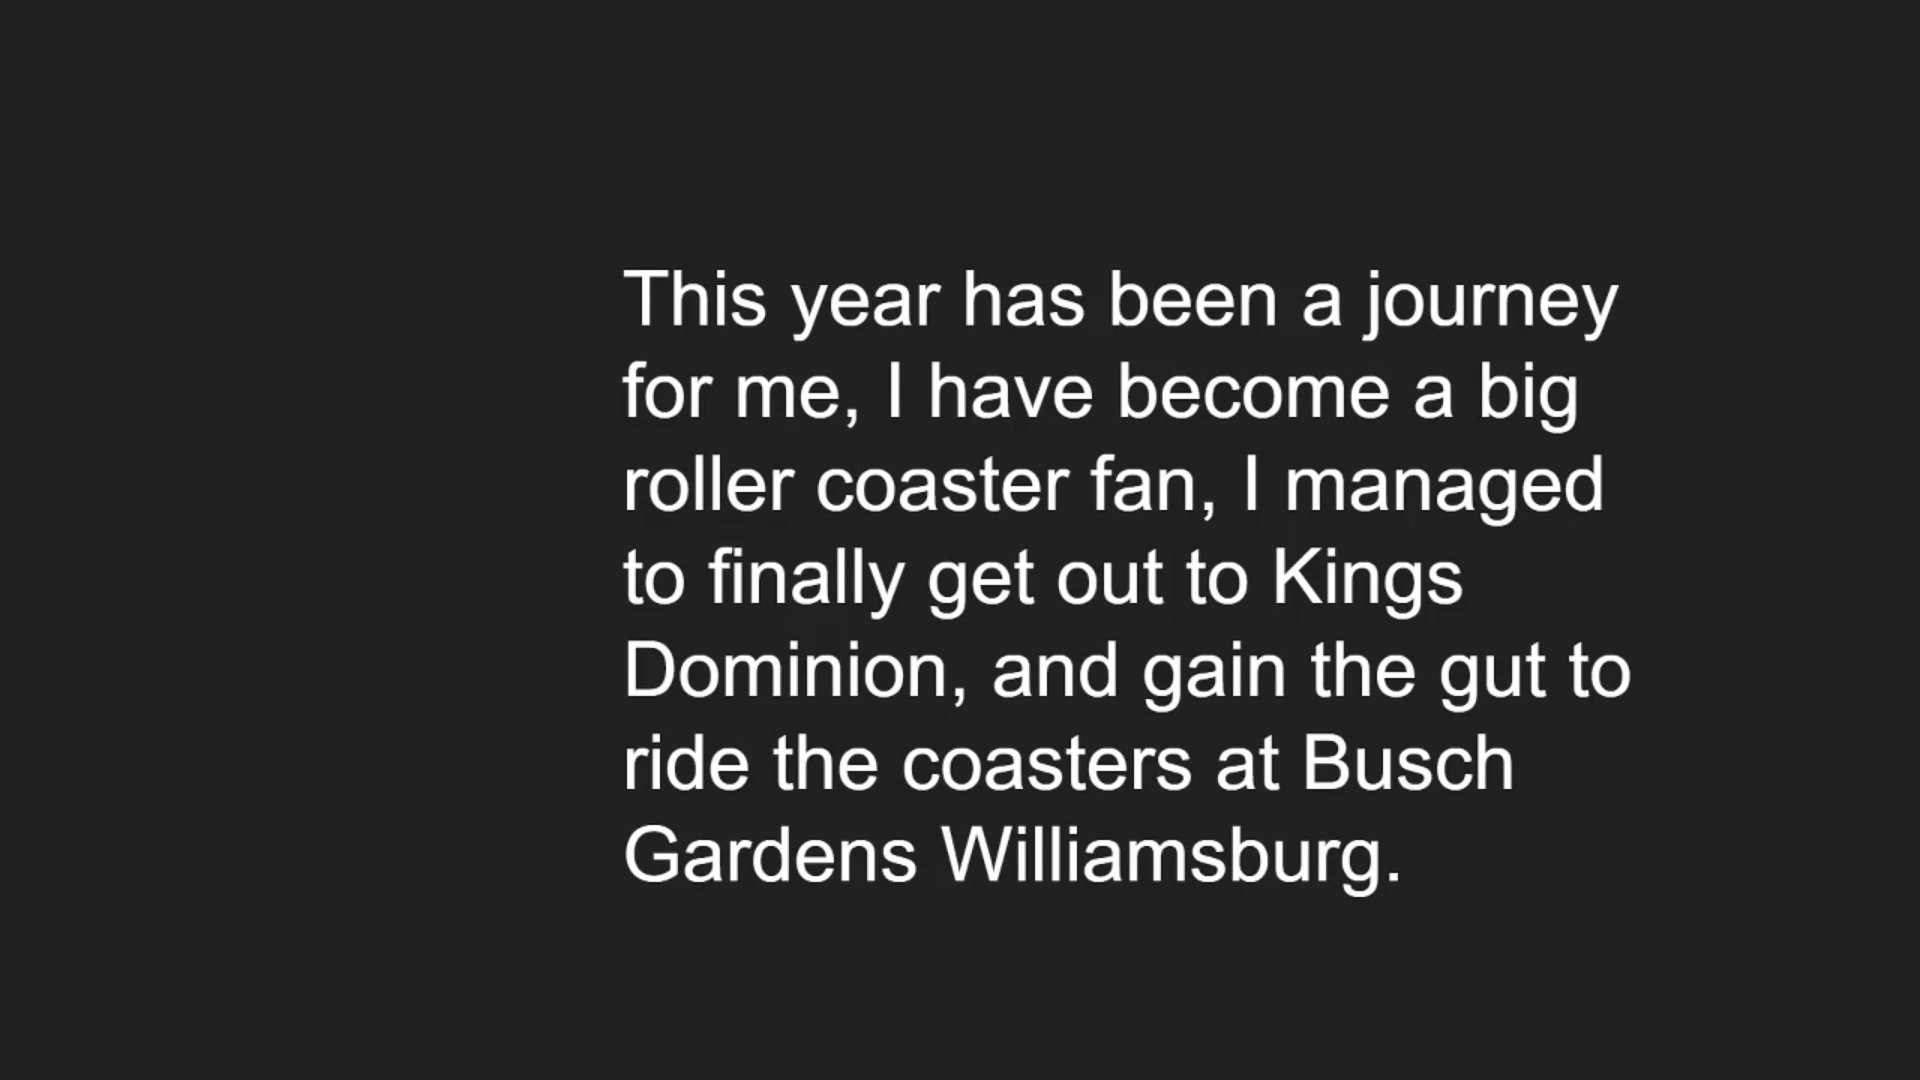 This year has been a journey
for me, I have become a big
roller coaster fan, I managed
to finally get out to Kings
Dominion, and gain the gut to
ride the coasters at Busch
Gardens Williamsburg.